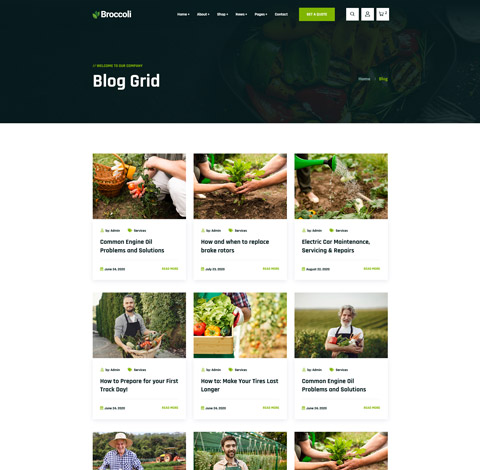 Broccoli
Home About Shop News Pages Contact GET A QUOTE
// WELCOME TO OUR COMPANY
Blog Grid
Home Blog
by: Admin Services
Common Engine Oil
Problems and Solutions
June 24, 2020 READ MORE
by: Admin Services
How and when to replace
brake rotors
July 23, 2020 READ MORE
by: Admin Services
Electric Car Maintenance,
Servicing & Repairs
August 22, 2020 READ MORE
by: Admin Services
How to Prepare for your First
Track Day!
June 24, 2020 READ MORE
by: Admin Services
How to: Make Your Tires Last
Longer
June 24, 2020 READ MORE
by: Admin Services
Common Engine Oil
Problems and Solutions
June 24, 2020 READ MORE